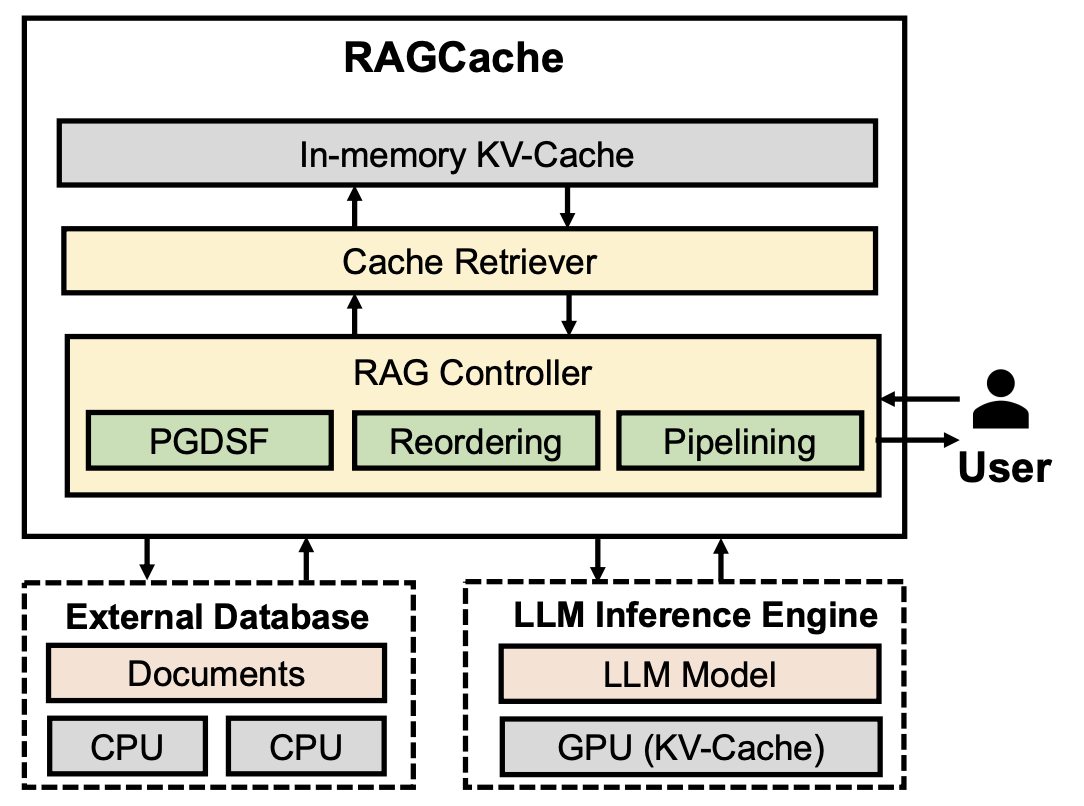 RAGCache
In-memory KV-Cache
Cache Retriever
RAG Controller
PGDSF
Reordering
Pipelining
User
External Database
Documents
CPU
CPU
LLM Inference Engine
LLM Model
GPU (KV-Cache)